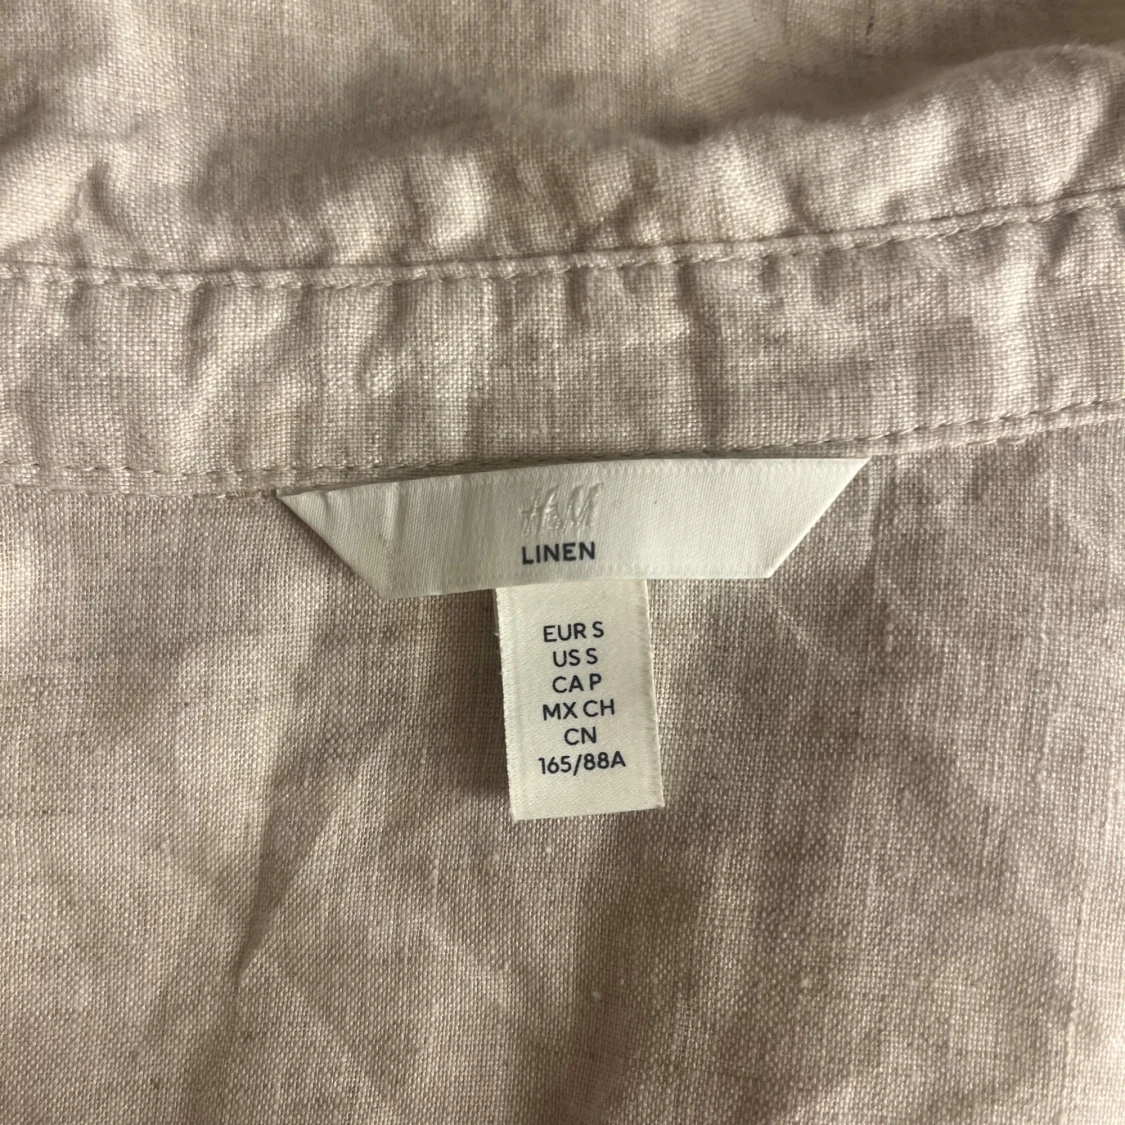 H&M
LINEN
EUR S
US S
CA P
MX CH
CN
165/88A